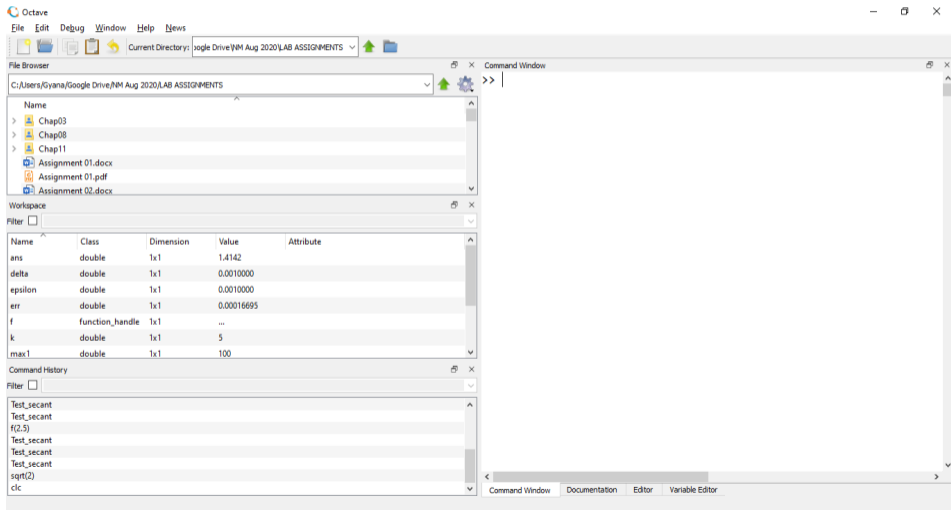 Octave
File Edit Debug Window Help News
Current Directory: oogle Drive\NM Aug 2020\LAB ASSIGNMENTS
File Browser
C:/Users/Gyana/Google Drive/NM Aug 2020/LAB ASSIGNMENTS
Name
Chap03
Chap08
Chap11
Assignment 01.docx
Assignment 01.pdf
Assignment 02.docx
Workspace
Filter
Name Class Dimension Value Attribute
ans double 1x1 1.4142
delta double 1x1 0.0010000
epsilon double 1x1 0.0010000
err double 1x1 0.00016695
f function_handle 1x1 ...
k double 1x1 5
max1 double 1x1 100
Command History
Filter
Test_secant
Test_secant
f(2.5)
Test_secant
Test_secant
Test_secant
sqrt(2)
clc
Command Window
>>
Command Window Documentation Editor Variable Editor